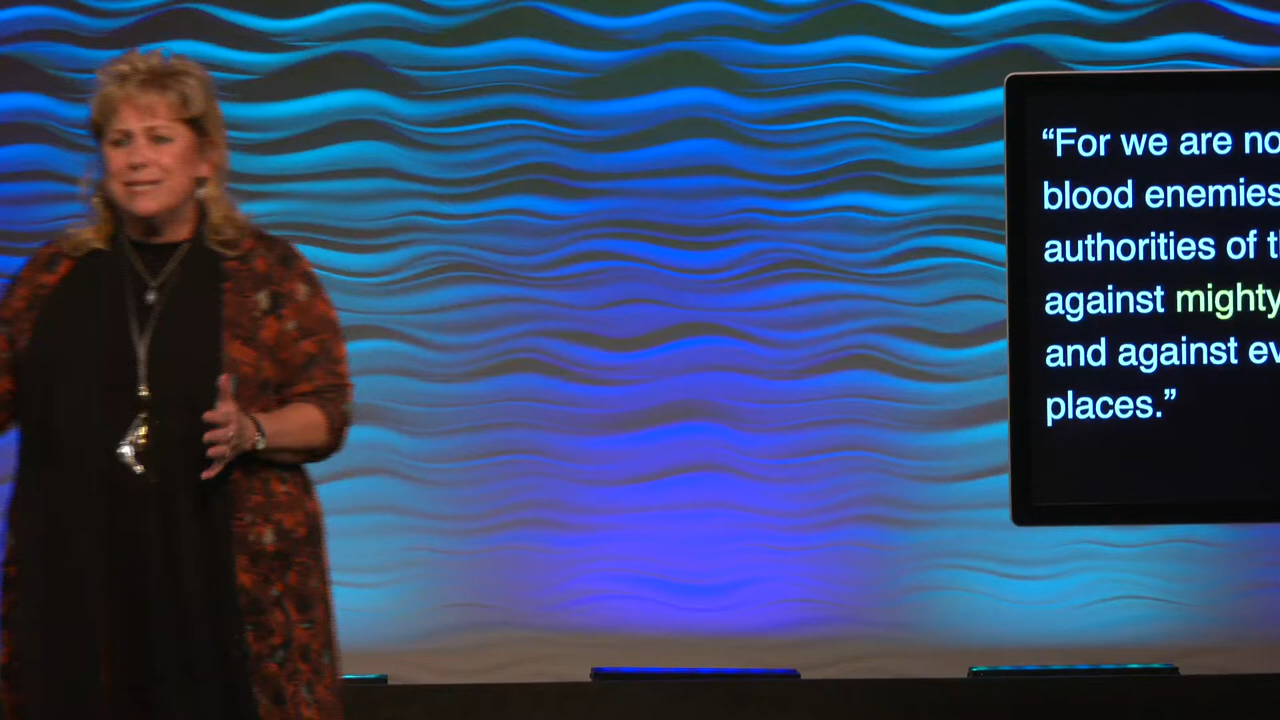 “For we are no
blood enemies
authorities of t
against mighty
and against ev
places.”